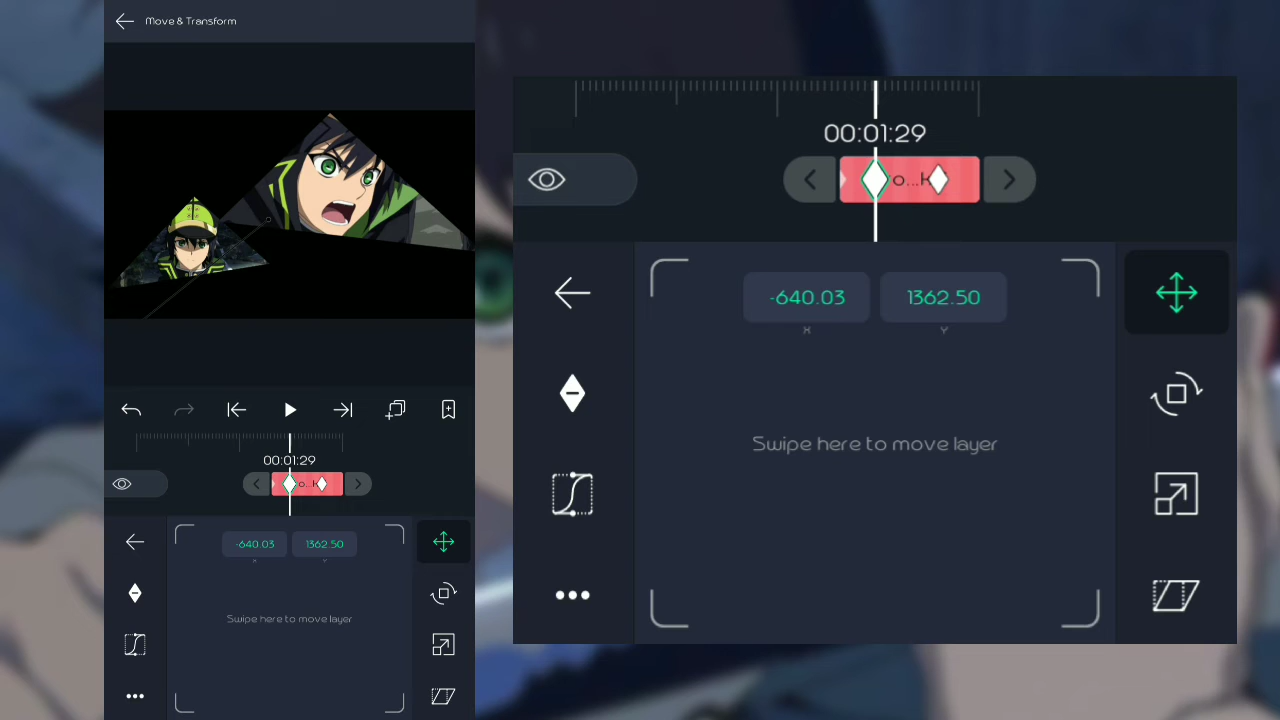 Move & Transform
00:01:29
o...K
-640.03 1362.50
X Y
Swipe here to move layer
00:01:29
-640.03 1362.50
Swipe here to move layer